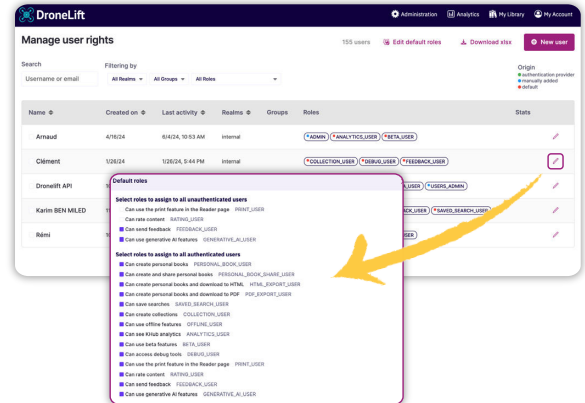 DroneLift
Administration Analytics My Library My Account
Manage user rights
155 users Edit default roles Download xlsx New user
Search Filtering by Origin
Username or email All Realms All Groups All Roles
authentication provider
manually added
default
Name Created on Last activity Realms Groups Roles Stats
Arnaud 4/16/24 6/4/24, 10:53 AM internal ADMIN ANALYTICS_USER BETA_USER
Clément 1/26/24 1/26/24, 5:44 PM internal COLLECTION_USER DEBUG_USER FEEDBACK_USER
Dronelift API USERS_ADMIN
Karim BEN MILED SAVED_SEARCH_USER
Rémi
Default roles
Select roles to assign to all unauthenticated users
Can use the print feature in the Reader page PRINT_USER
Can rate content RATING_USER
Can send feedback FEEDBACK_USER
Can use generative AI features GENERATIVE_AI_USER
Select roles to assign to all authenticated users
Can create personal books PERSONAL_BOOK_USER
Can create and share personal books PERSONAL_BOOK_SHARE_USER
Can create personal books and download to HTML HTML_EXPORT_USER
Can create personal books and download to PDF PDF_EXPORT_USER
Can save searches SAVED_SEARCH_USER
Can create collections COLLECTION_USER
Can use offline features OFFLINE_USER
Can see KHub analytics ANALYTICS_USER
Can use beta features BETA_USER
Can access debug tools DEBUG_USER
Can use the print feature in the Reader page PRINT_USER
Can rate content RATING_USER
Can send feedback FEEDBACK_USER
Can use generative AI features GENERATIVE_AI_USER